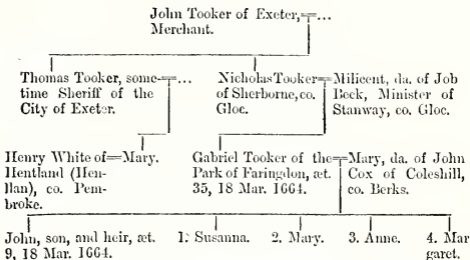 John Tooker of Exeter,=...
Merchant.
Thomas Tooker, some-=...
time Sheriff of the
City of Exeter.
Nicholas Tooker=Milicent, da. of Job
of Sherborne, co.
Gloc.
Beck, Minister of
Stanway, co. Gloc.
Henry White of=Mary.
Hentland (Hen-
llan), co. Pem-
broke.
Gabriel Tooker of the=Mary, da. of John
Park of Faringdon, æt.
35, 18 Mar. 1664.
Cox of Coleshill,
co. Berks.
John, son, and heir, æt.
9, 18 Mar. 1664.
1. Susanna.
2. Mary.
3. Anne.
4. Mar
garet.